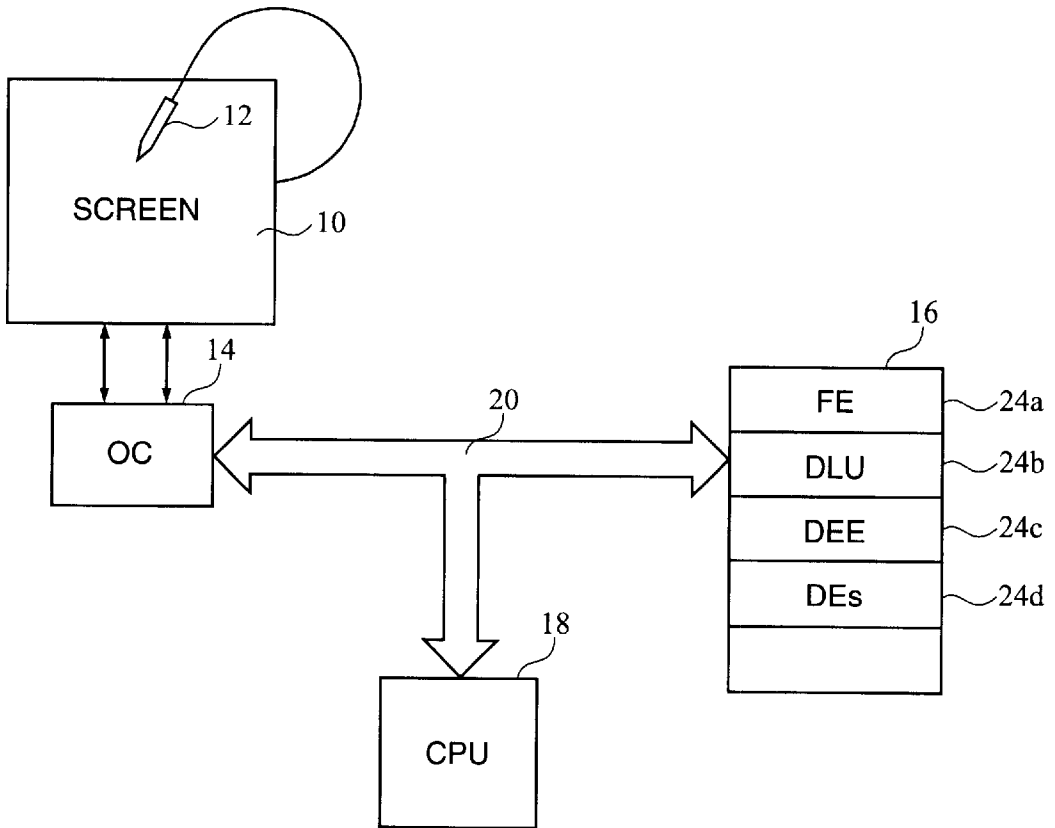 12
SCREEN
10
14
OC
20
16
FE
24a
DLU
24b
DEE
24c
DEs
24d
18
CPU